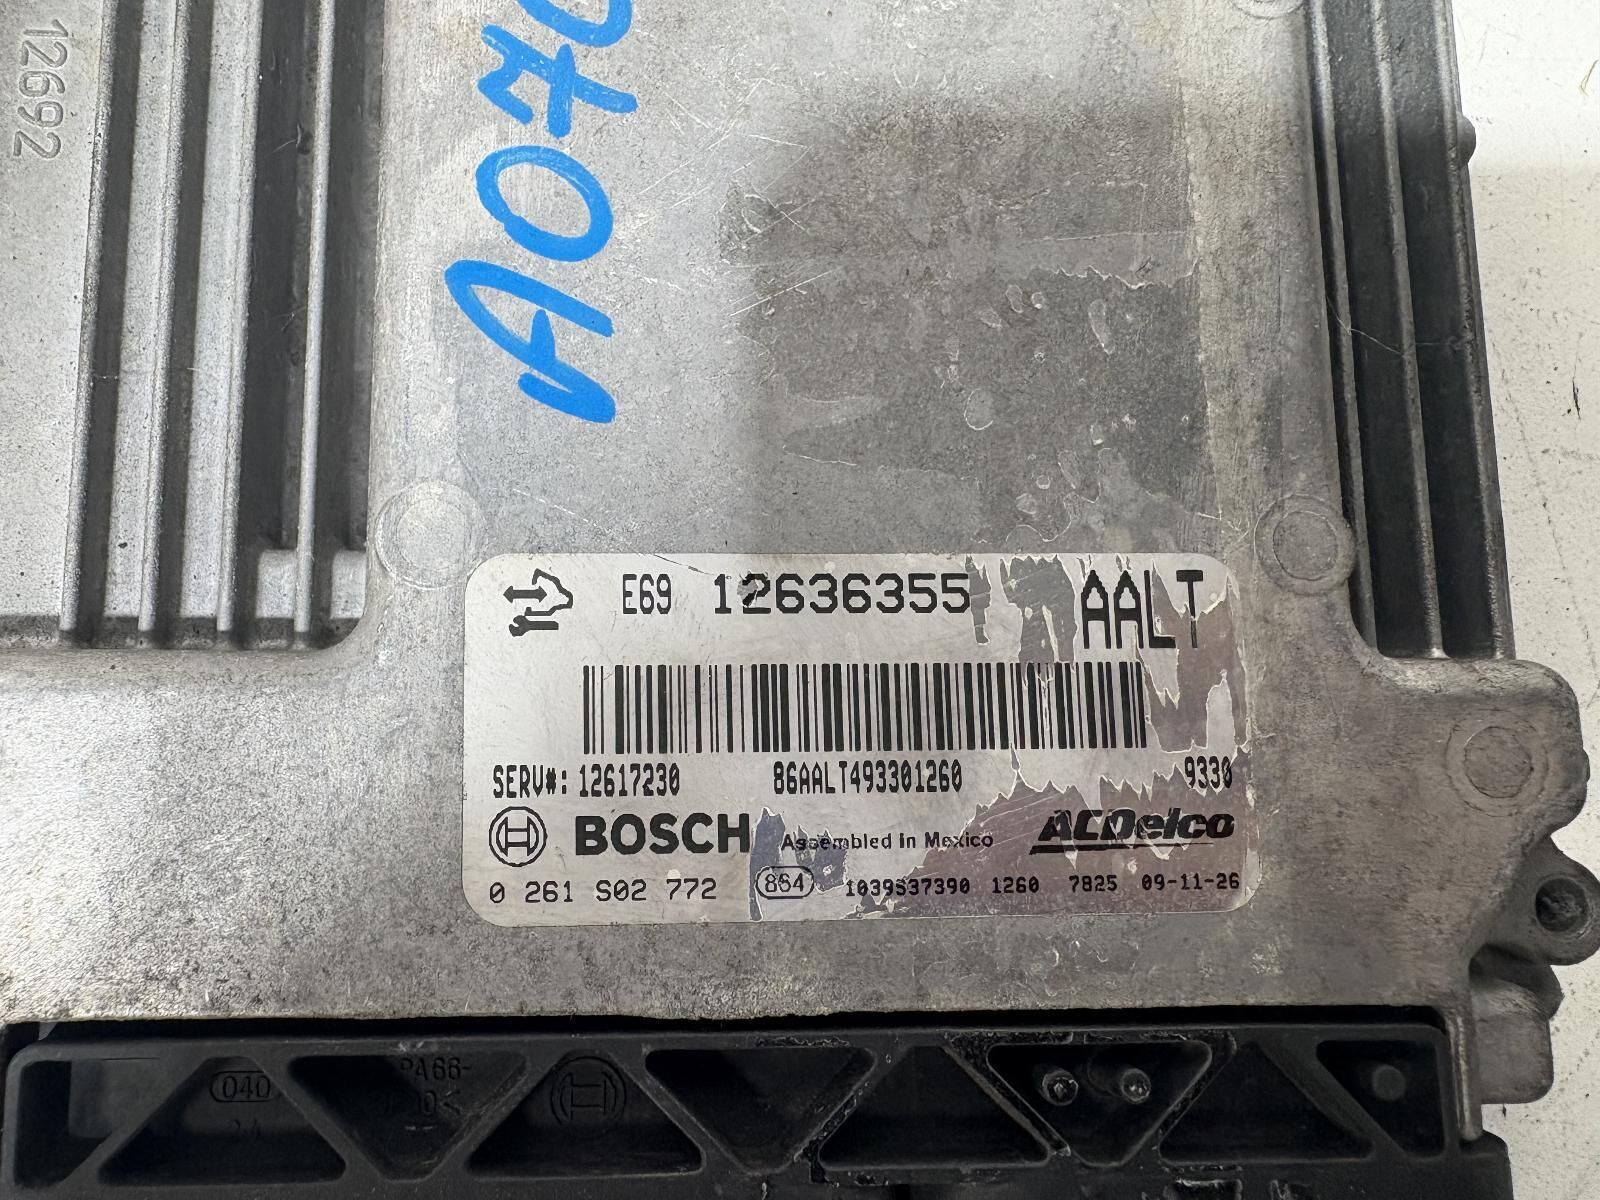 12692
A070
E69 12636355 AALT
SERV#: 12617230 86AALT493301260 9330
BOSCH Assembled in Mexico ACDelco
0 261 S02 772 864 1039S37390 1260 7825 09-11-26
040
PA66-